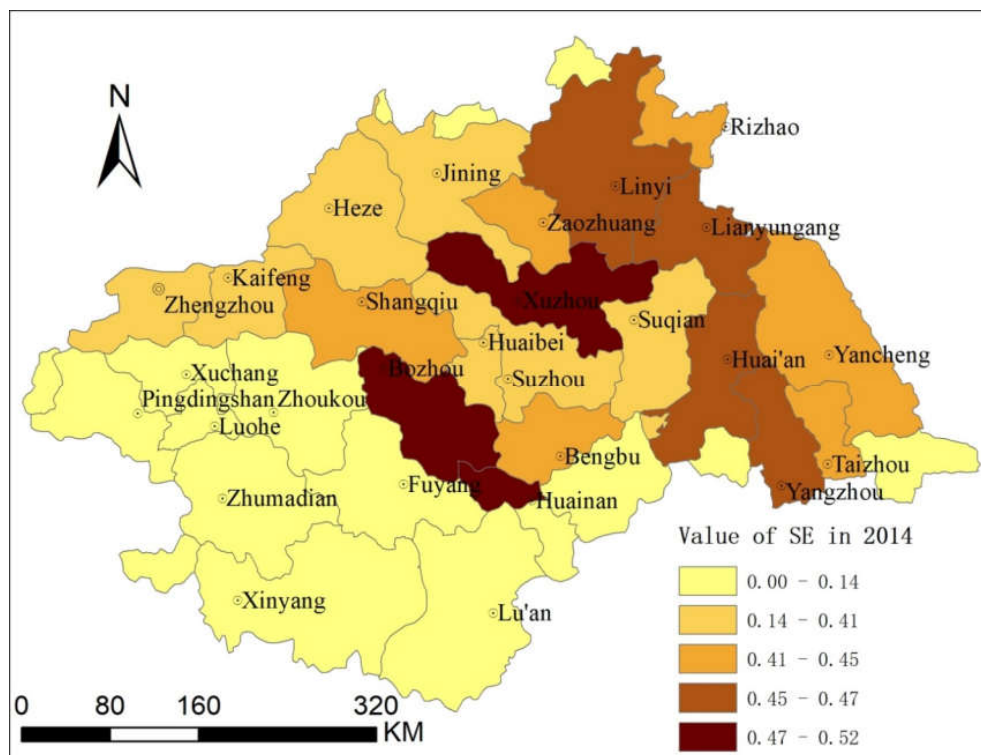 N
Rizhao
Jining
Linyi
Heze
Zaozhuang
Lianyungang
Kaifeng
Zhengzhou
Shangqiu
Xuzhou
Suqian
Huaibei
Huai'an
Yancheng
Bozhou
Suzhou
Xuchang
Pingdingshan
Zhoukou
Luohe
Bengbu
Taizhou
Fuyang
Yangzhou
Zhumadian
Huainan
Xinyang
Lu'an
Value of SE in 2014
0.00 - 0.14
0.14 - 0.41
0.41 - 0.45
0.45 - 0.47
0.47 - 0.52
0 80 160 320
KM